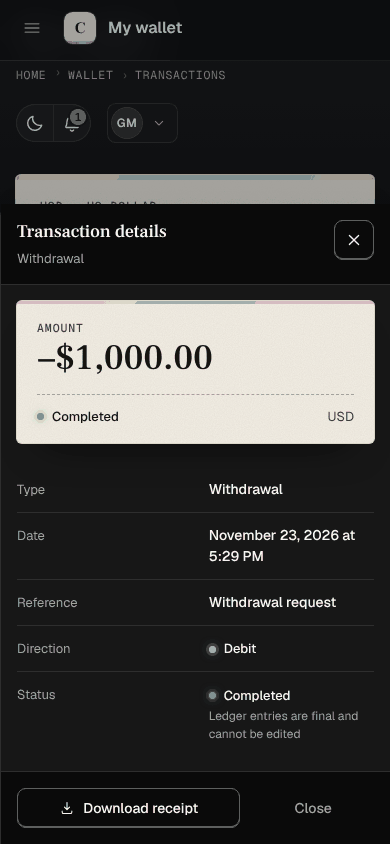 C My wallet
HOME › WALLET › TRANSACTIONS
1
GM
USD
Transaction details
Withdrawal
AMOUNT
–$1,000.00
Completed USD
Type Withdrawal
Date November 23, 2026 at
5:29 PM
Reference Withdrawal request
Direction Debit
Status Completed
Ledger entries are final and
cannot be edited
Download receipt Close